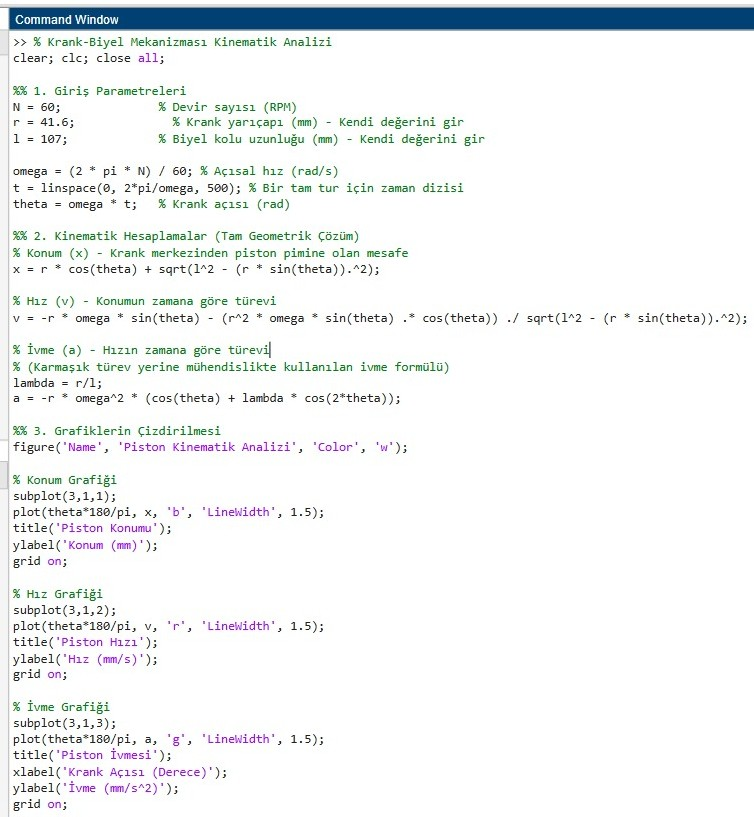 Command Window
>> % Krank-Biyel Mekanizması Kinematik Analizi
clear; clc; close all;
%% 1. Giriş Parametreleri
N = 60; % Devir sayısı (RPM)
r = 41.6; % Krank yarıçapı (mm) - Kendi değerini gir
l = 107; % Biyel kolu uzunluğu (mm) - Kendi değerini gir
omega = (2 * pi * N) / 60; % Açısal hız (rad/s)
t = linspace(0, 2*pi/omega, 500); % Bir tam tur için zaman dizisi
theta = omega * t; % Krank açısı (rad)
%% 2. Kinematik Hesaplamalar (Tam Geometrik Çözüm)
% Konum (x) - Krank merkezinden piston pimine olan mesafe
x = r * cos(theta) + sqrt(l^2 - (r * sin(theta)).^2);
% Hız (v) - Konumun zamana göre türevi
v = -r * omega * sin(theta) - (r^2 * omega * sin(theta) .* cos(theta)) ./ sqrt(l^2 - (r * sin(theta)).^2);
% İvme (a) - Hızın zamana göre türevi
% (Karmaşık türev yerine mühendislikte kullanılan ivme formülü)
lambda = r/l;
a = -r * omega^2 * (cos(theta) + lambda * cos(2*theta));
%% 3. Grafiklerin Çizdirilmesi
figure('Name', 'Piston Kinematik Analizi', 'Color', 'w');
% Konum Grafiği
subplot(3,1,1);
plot(theta*180/pi, x, 'b', 'LineWidth', 1.5);
title('Piston Konumu');
ylabel('Konum (mm)');
grid on;
% Hız Grafiği
subplot(3,1,2);
plot(theta*180/pi, v, 'r', 'LineWidth', 1.5);
title('Piston Hızı');
ylabel('Hız (mm/s)');
grid on;
% İvme Grafiği
subplot(3,1,3);
plot(theta*180/pi, a, 'g', 'LineWidth', 1.5);
title('Piston İvmesi');
xlabel('Krank Açısı (Derece)');
ylabel('İvme (mm/s^2)');
grid on;